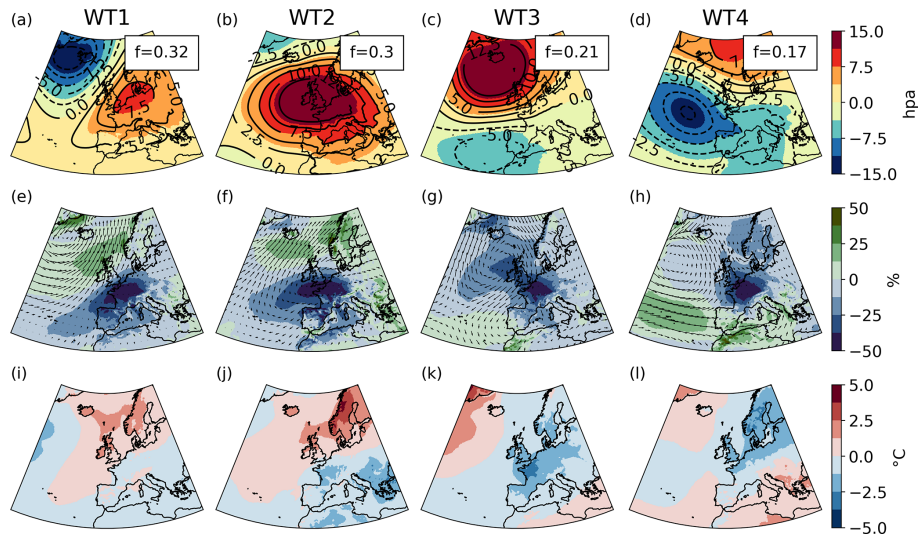 WT1 WT2 WT3 WT4
(a) (b) (c) (d)
f=0.32 f=0.3 f=0.21 f=0.17
15.0
7.5
0.0
−7.5
−15.0
hpa
(e) (f) (g) (h)
50
25
0
−25
−50
%
(i) (j) (k) (l)
5.0
2.5
0.0
−2.5
−5.0
°C